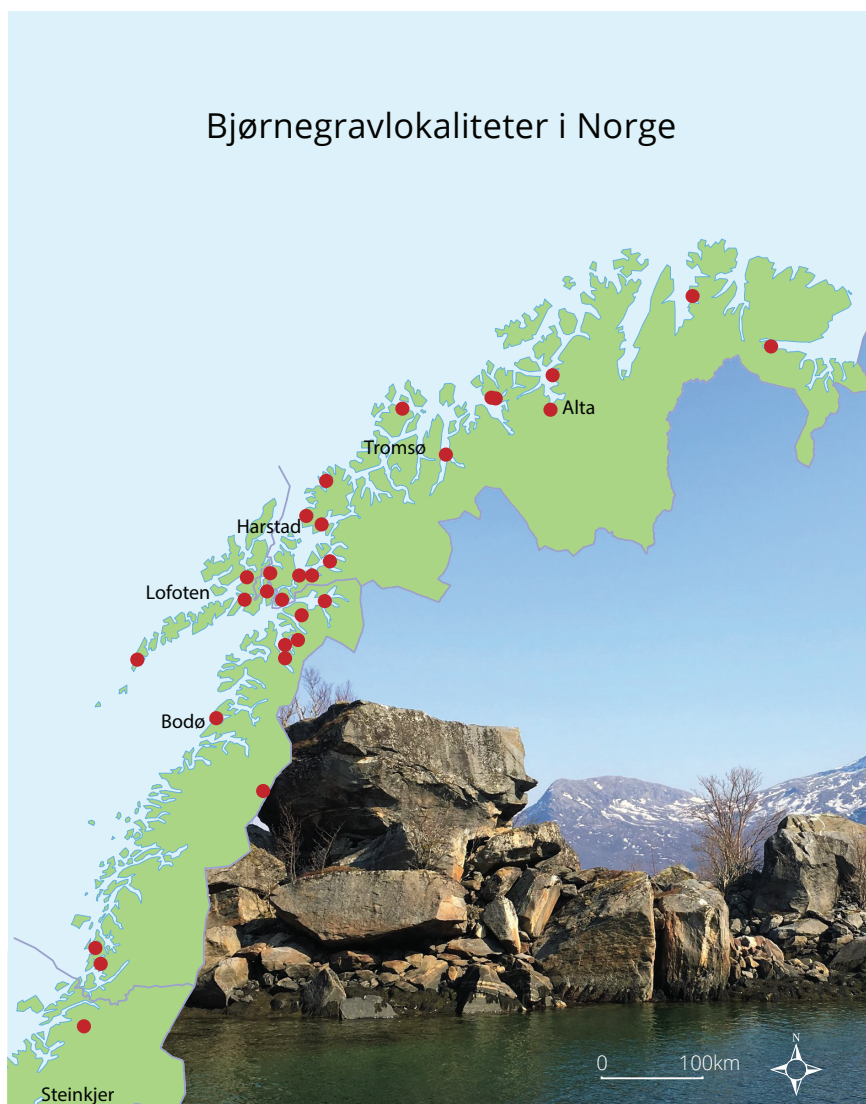 Bjørnegravlokaliteter i Norge
Alta
Tromsø
Harstad
Lofoten
Bodø
N
0 100km
Steinkjer